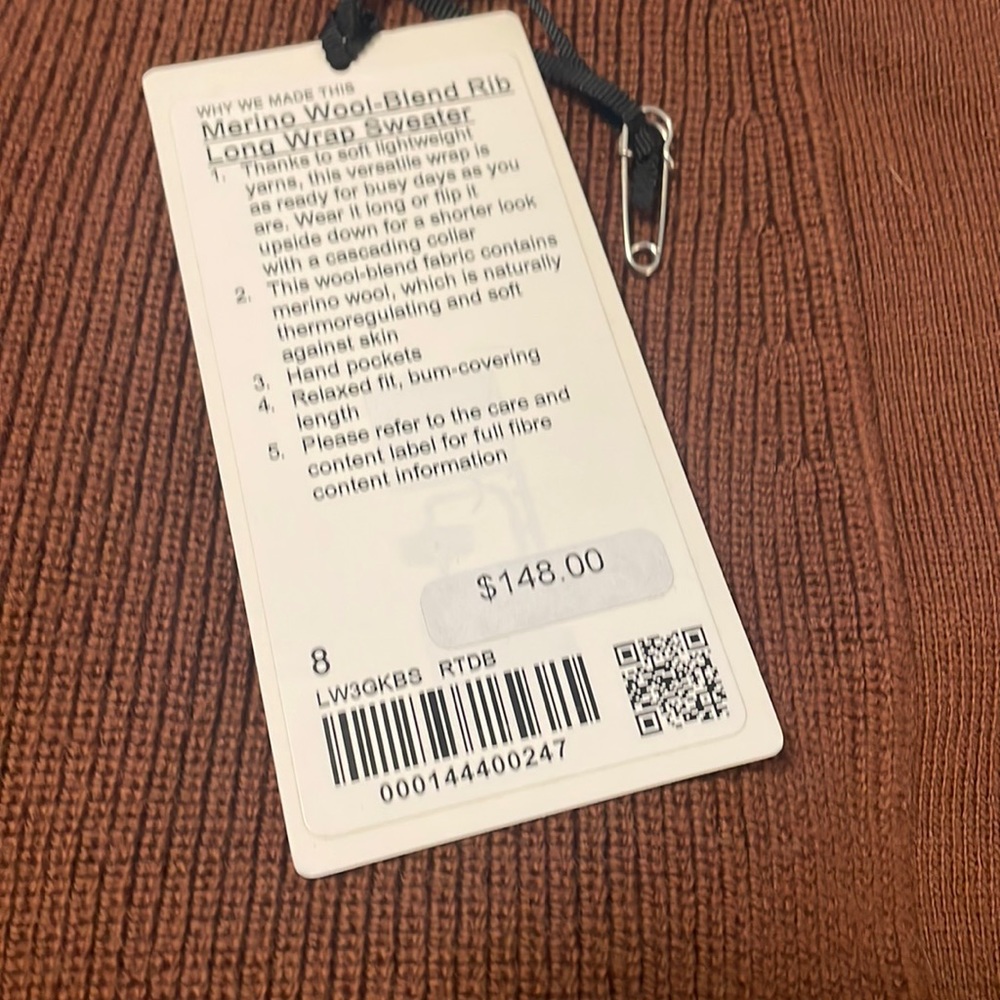 WHY WE MADE THIS
Merino Wool-Blend Rib
Long Wrap Sweater
1. Thanks to soft lightweight
yarns, this versatile wrap is
as ready for busy days as you
are. Wear it long or flip it
upside down for a shorter look
with a cascading collar
2. This wool-blend fabric contains
merino wool, which is naturally
thermoregulating and soft
against skin
3. Hand pockets
4. Relaxed fit, bum-covering
length
5. Please refer to the care and
content label for full fibre
content information
$148.00
8
LW3GKBS RTDB
000144400247